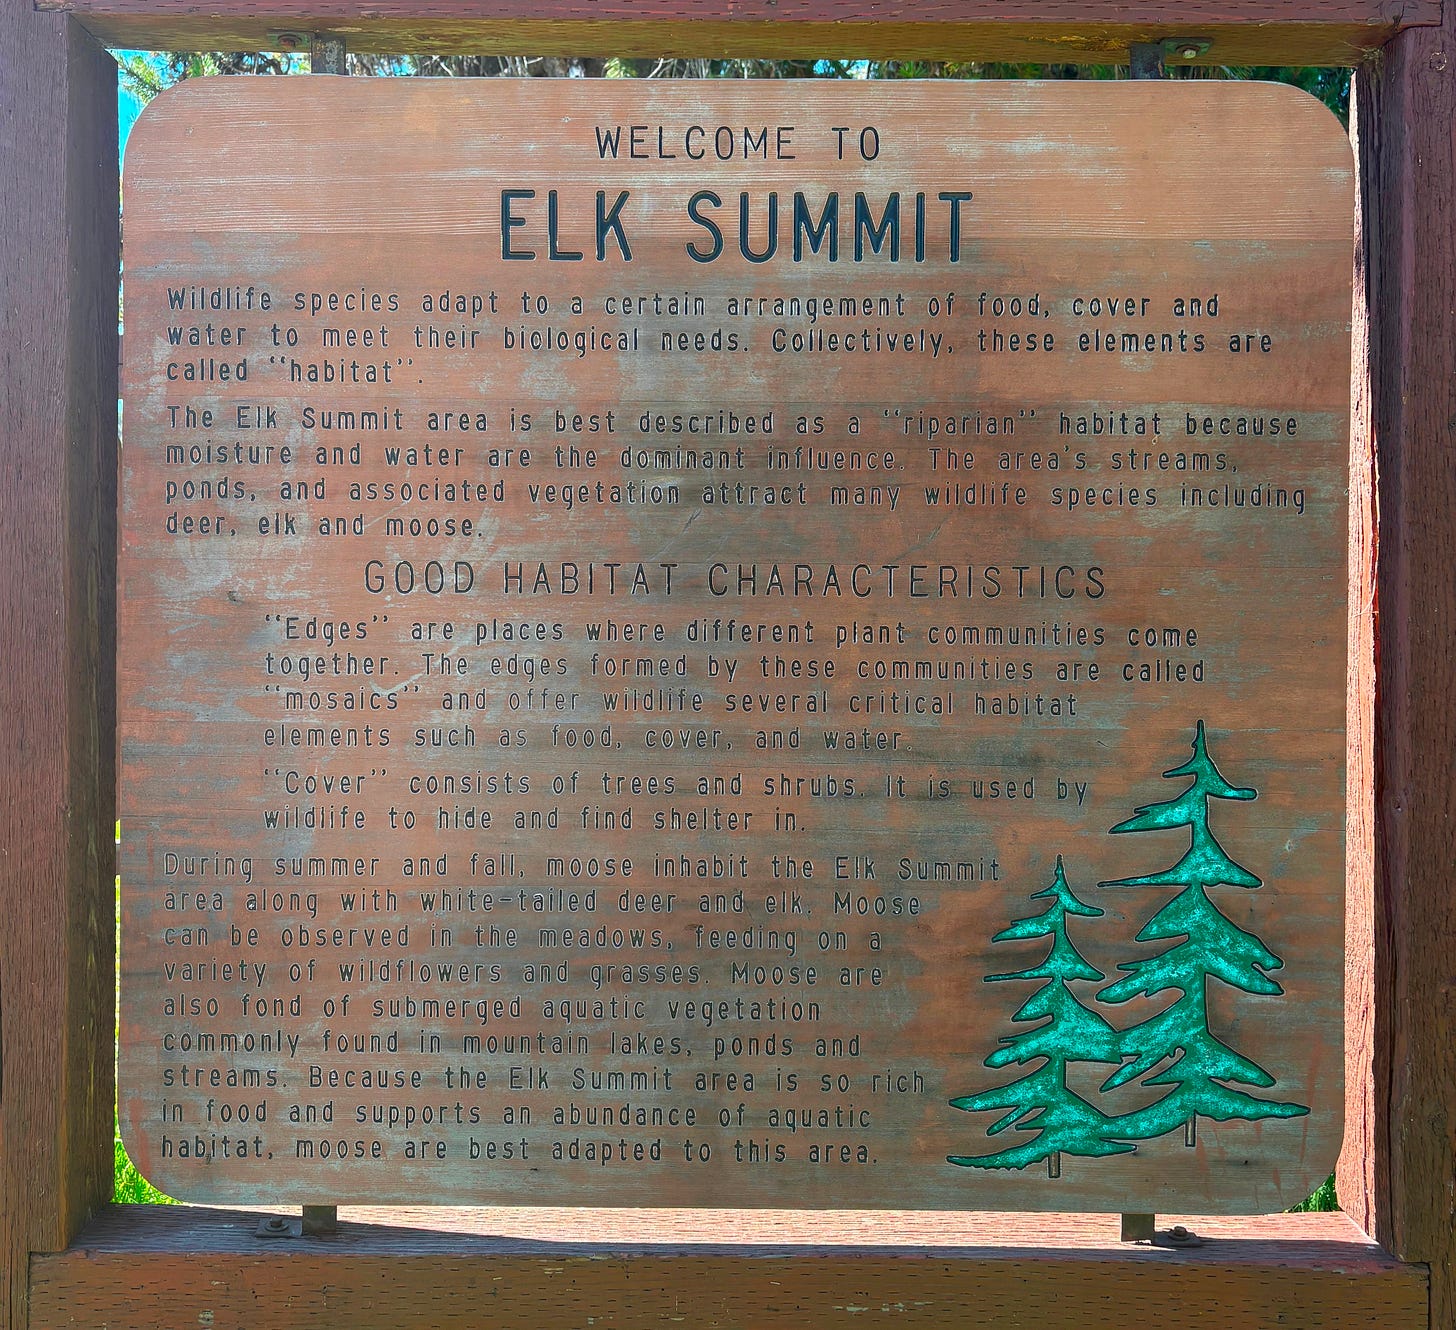 WELCOME TO
ELK SUMMIT
Wildlife species adapt to a certain arrangement of food, cover and
water to meet their biological needs. Collectively, these elements are
called "habitat".
The Elk Summit area is best described as a "riparian" habitat because
moisture and water are the dominant influence. The area's streams,
ponds, and associated vegetation attract many wildlife species including
deer, elk and moose.
GOOD HABITAT CHARACTERISTICS
"Edges" are places where different plant communities come
together. The edges formed by these communities are called
"mosaics" and offer wildlife several critical habitat
elements such as food, cover, and water.
"Cover" consists of trees and shrubs. It is used by
wildlife to hide and find shelter in.
During summer and fall, moose inhabit the Elk Summit
area along with white-tailed deer and elk. Moose
can be observed in the meadows, feeding on a
variety of wildflowers and grasses. Moose are
also fond of submerged aquatic vegetation
commonly found in mountain lakes, ponds and
streams. Because the Elk Summit area is so rich
in food and supports an abundance of aquatic
habitat, moose are best adapted to this area.